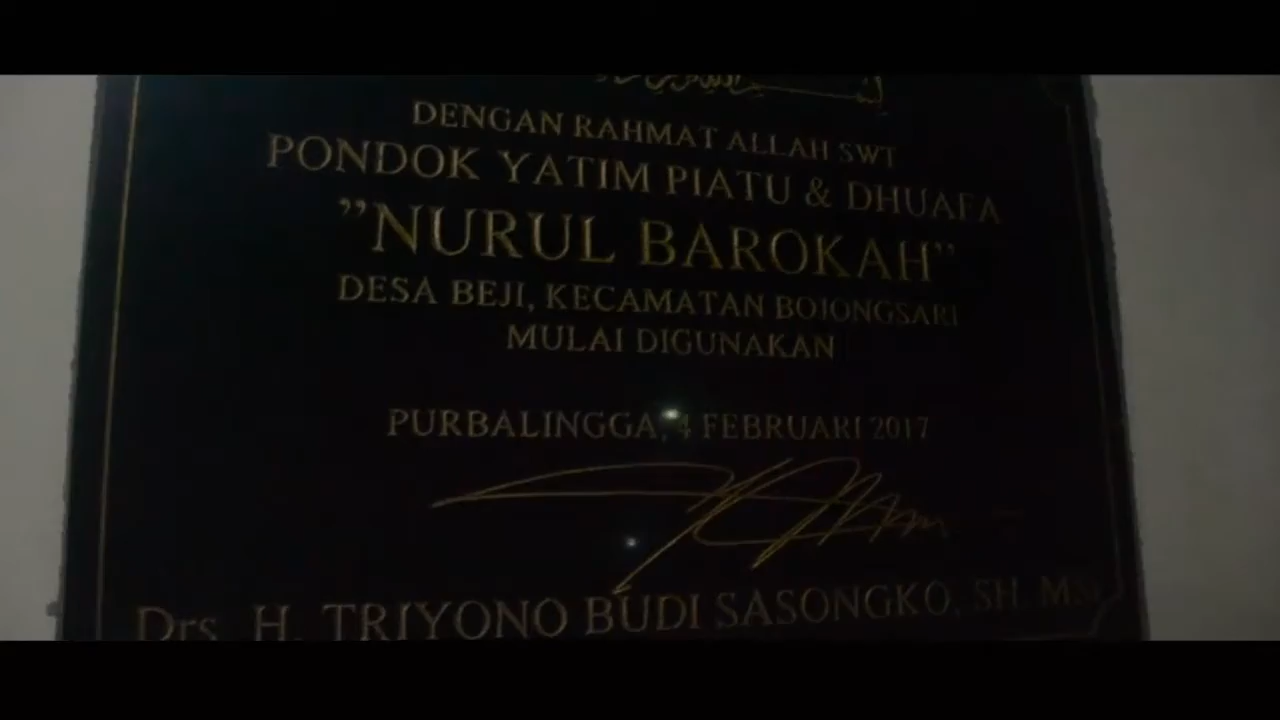 DENGAN RAHMAT ALLAH SWT
PONDOK YATIM PIATU & DHUAFA
”NURUL BAROKAH”
DESA BEJI, KECAMATAN BOJONGSARI
MULAI DIGUNAKAN
PURBALINGGA, 4 FEBRUARI 2017
Drs. H. TRIYONO BUDI SASONGKO, SH.